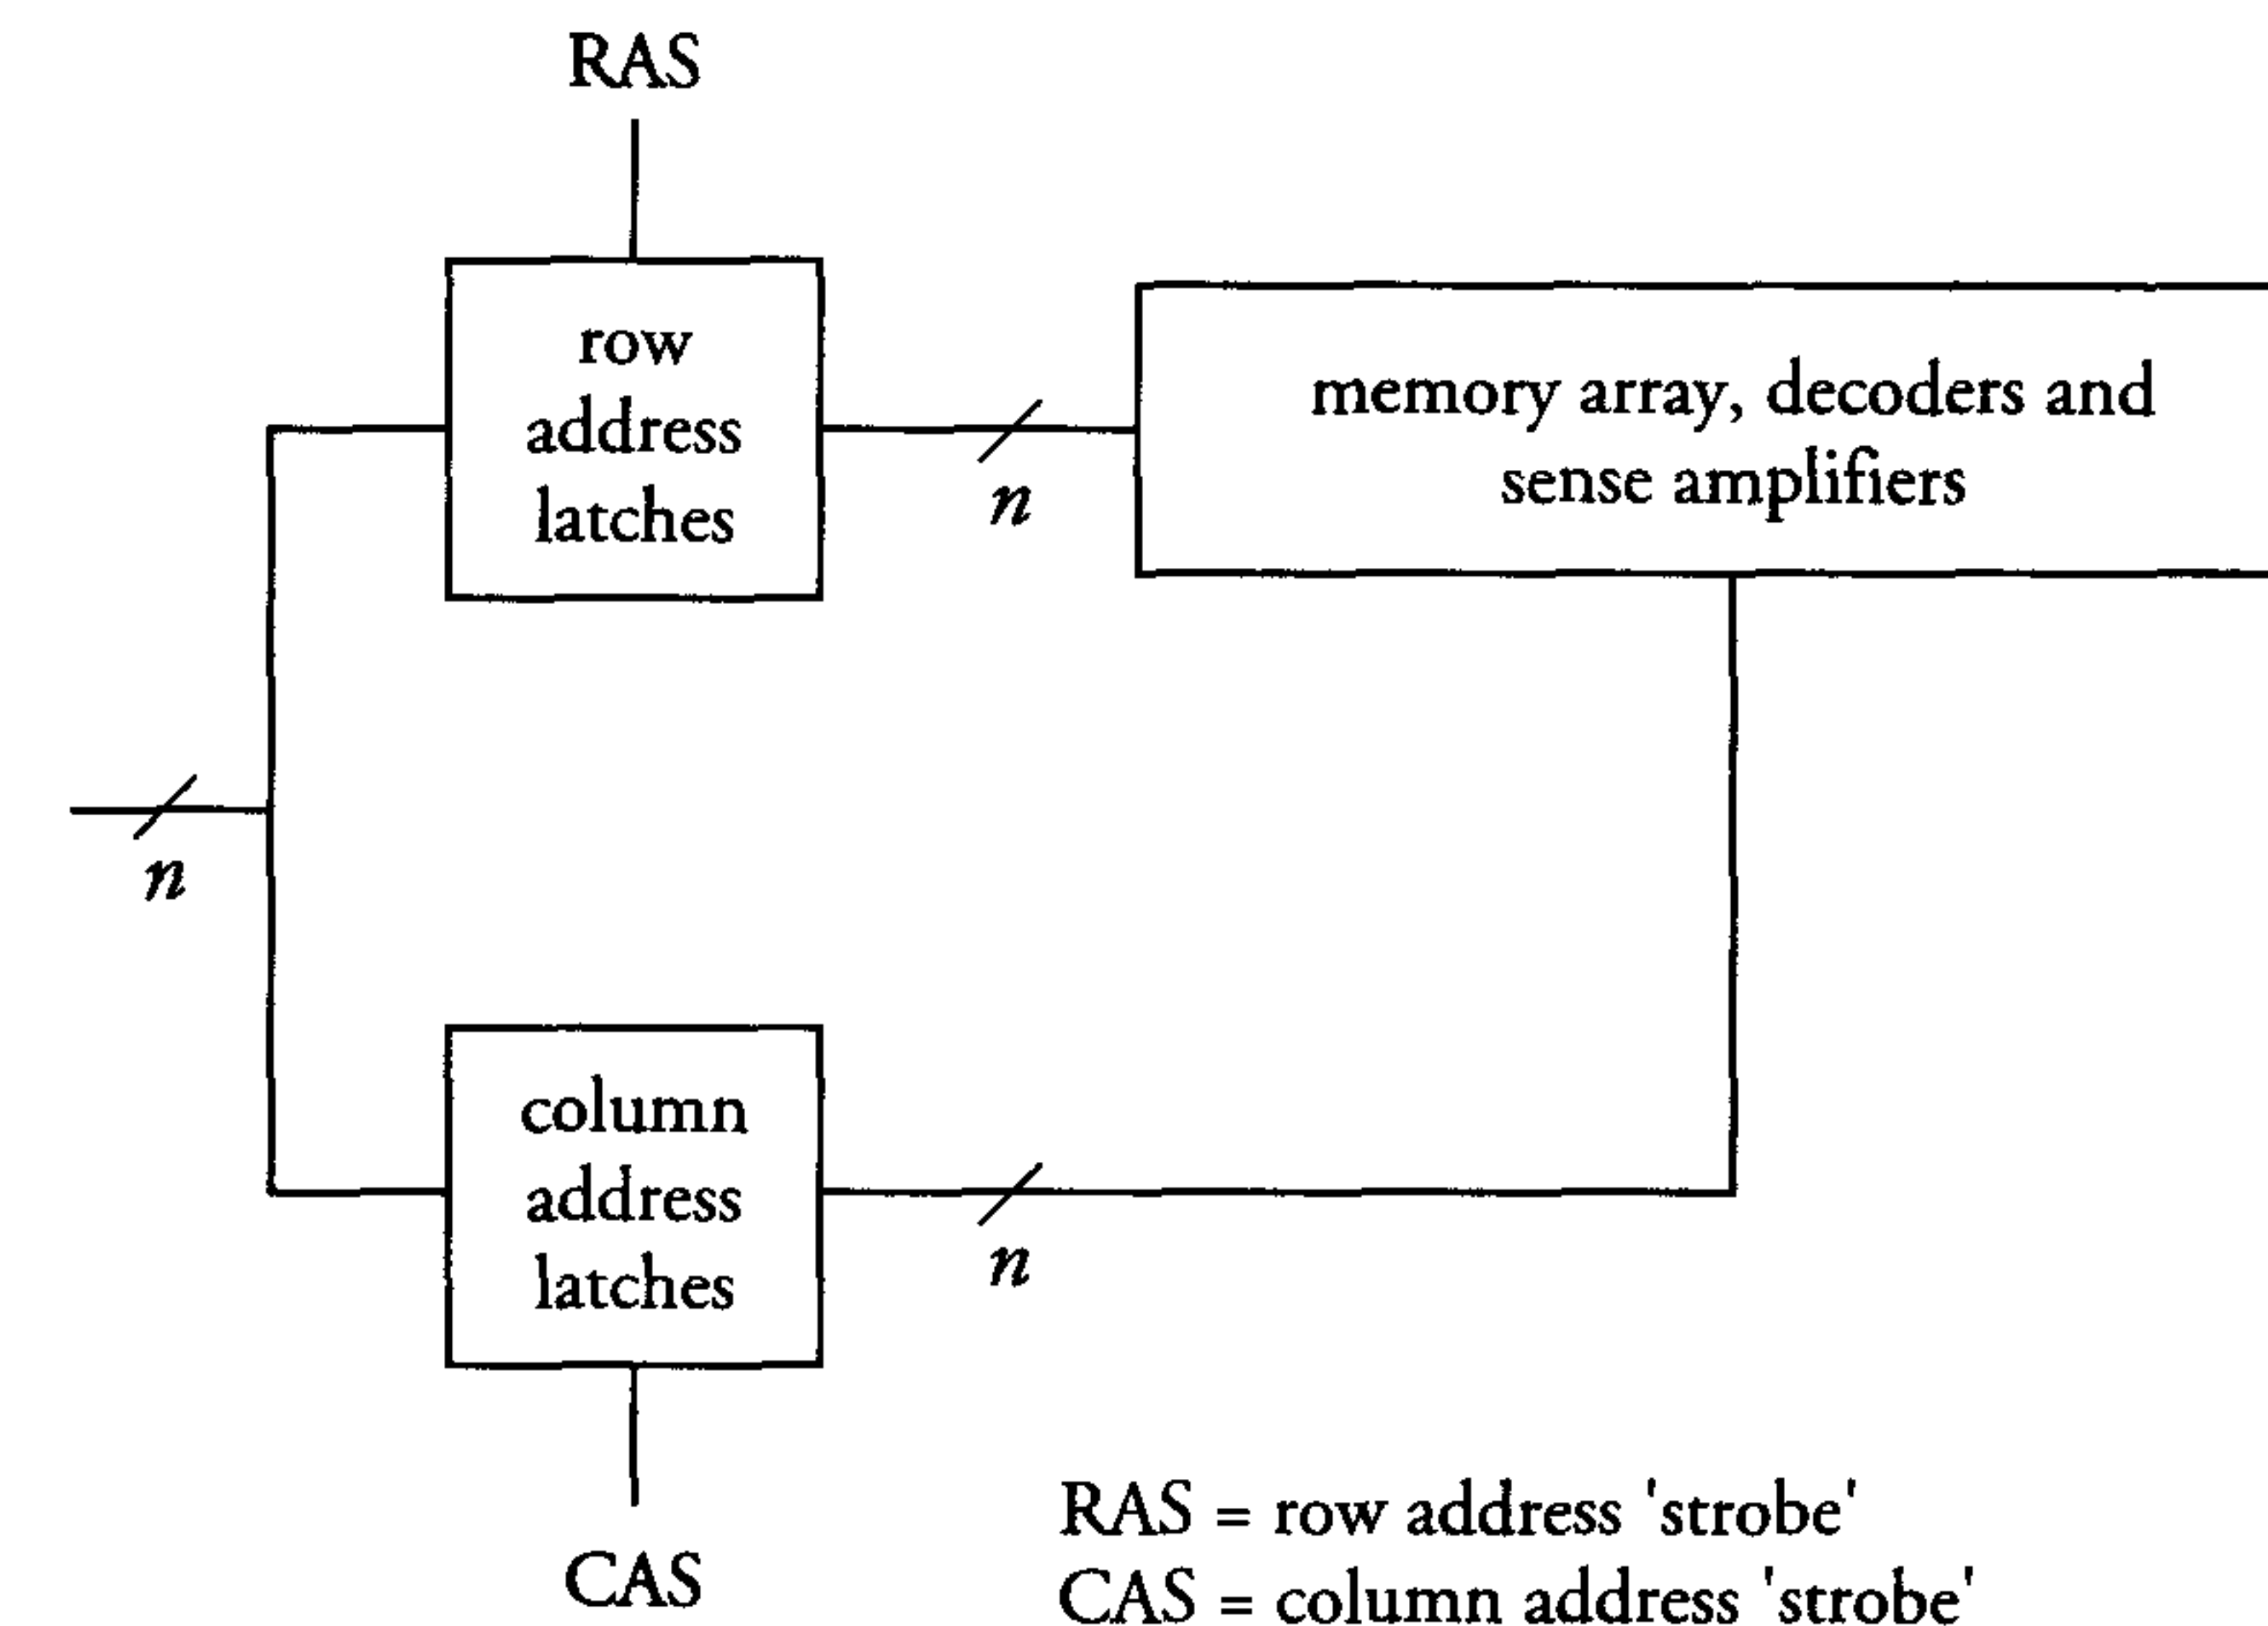 RAS
row
address
latches
n
memory array, decoders and
sense amplifiers
n
column
address
latches
n
CAS
RAS = row address 'strobe'
CAS = column address 'strobe'